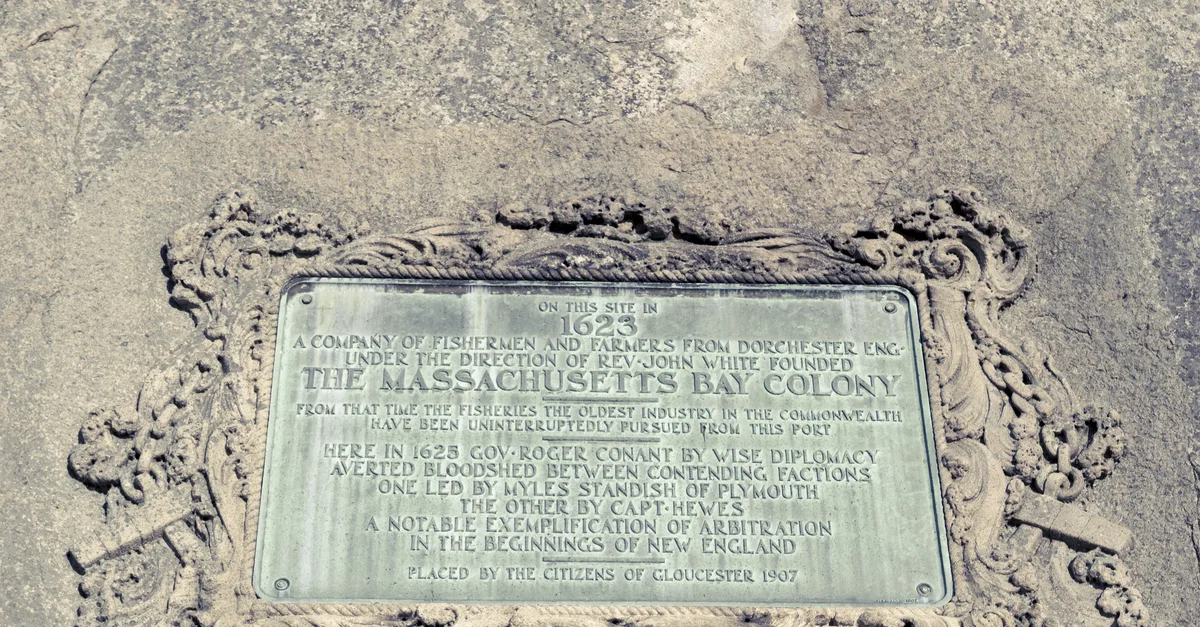 ON THIS SITE IN
1623
A COMPANY OF FISHERMEN AND FARMERS FROM DORCHESTER ENG·
UNDER THE DIRECTION OF REV·JOHN WHITE FOUNDED
THE MASSACHUSETTS BAY COLONY
FROM THAT TIME THE FISHERIES THE OLDEST INDUSTRY IN THE COMMONWEALTH
HAVE BEEN UNINTERRUPTEDLY PURSUED FROM THIS PORT
HERE IN 1625 GOV·ROGER CONANT BY WISE DIPLOMACY
AVERTED BLOODSHED BETWEEN CONTENDING FACTIONS
ONE LED BY MYLES STANDISH OF PLYMOUTH
THE OTHER BY CAPT·HEWES
A NOTABLE EXEMPLIFICATION OF ARBITRATION
IN THE BEGINNINGS OF NEW ENGLAND
PLACED BY THE CITIZENS OF GLOUCESTER 1907